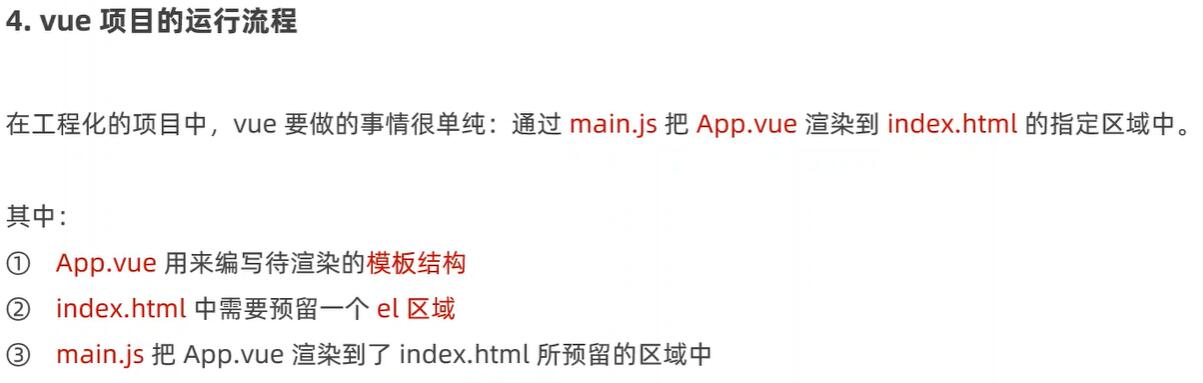 4. vue 项目的运行流程
在工程化的项目中，vue 要做的事情很单纯：通过 main.js 把 App.vue 渲染到 index.html 的指定区域中。
其中：
① App.vue 用来编写待渲染的模板结构
② index.html 中需要预留一个 el 区域
③ main.js 把 App.vue 渲染到了 index.html 所预留的区域中